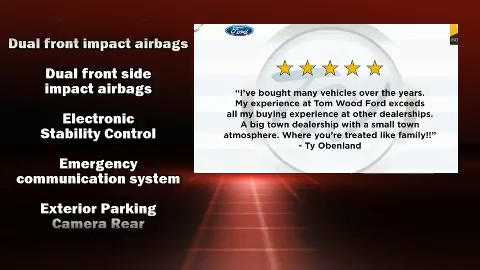 Dual front impact airbags
Dual front side
impact airbags
Electronic
Stability Control
Emergency
communication system
Exterior Parking
Camera Rear
Ford
"I've bought many vehicles over the years.
My experience at Tom Wood Ford exceeds
all my buying experience at other dealerships.
A big town dealership with a small town
atmosphere. Where you're treated like family!!"
- Ty Obenland